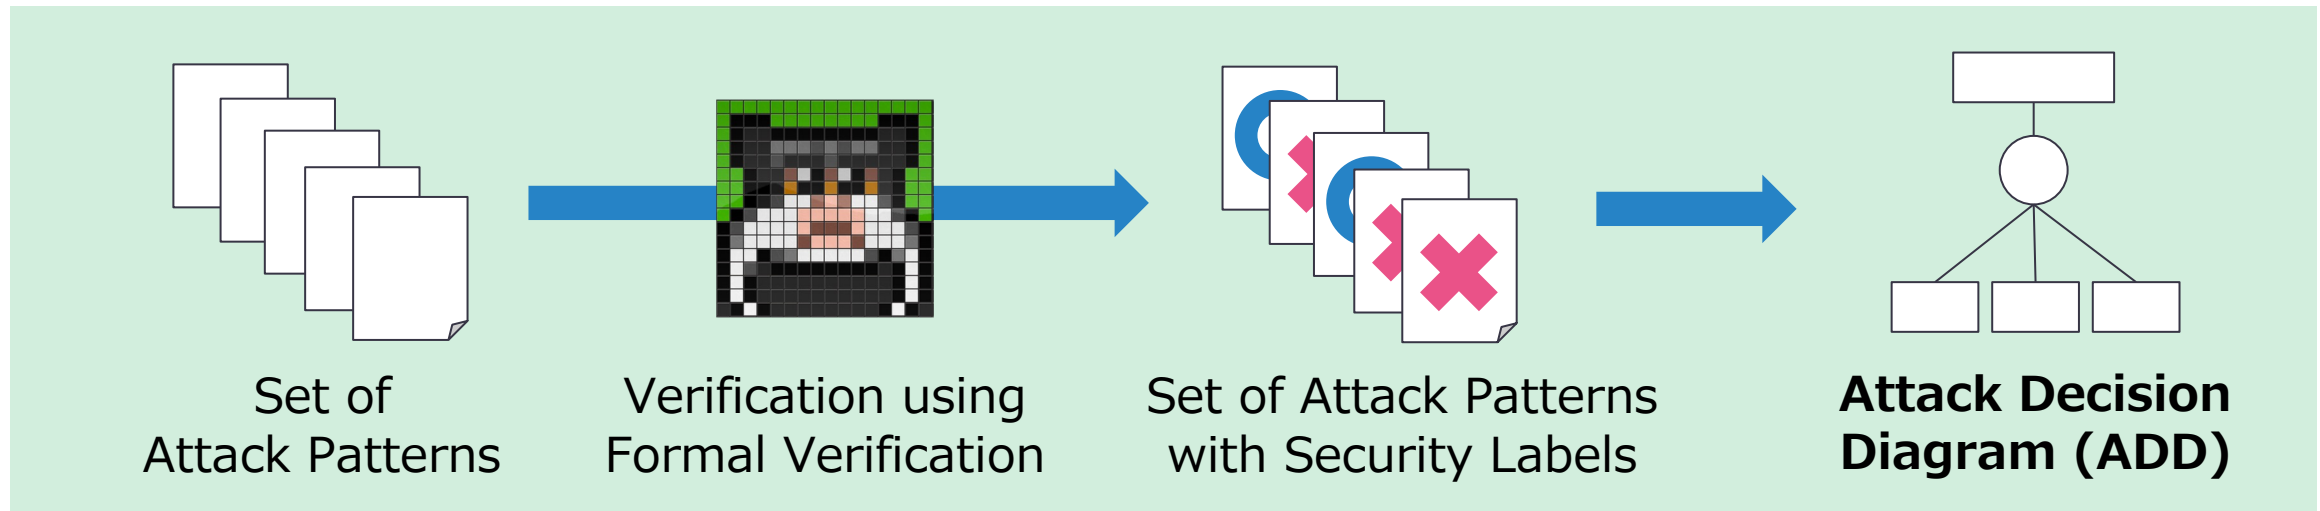 Set of
Attack Patterns
Verification using
Formal Verification
Set of Attack Patterns
with Security Labels
Attack Decision
Diagram (ADD)